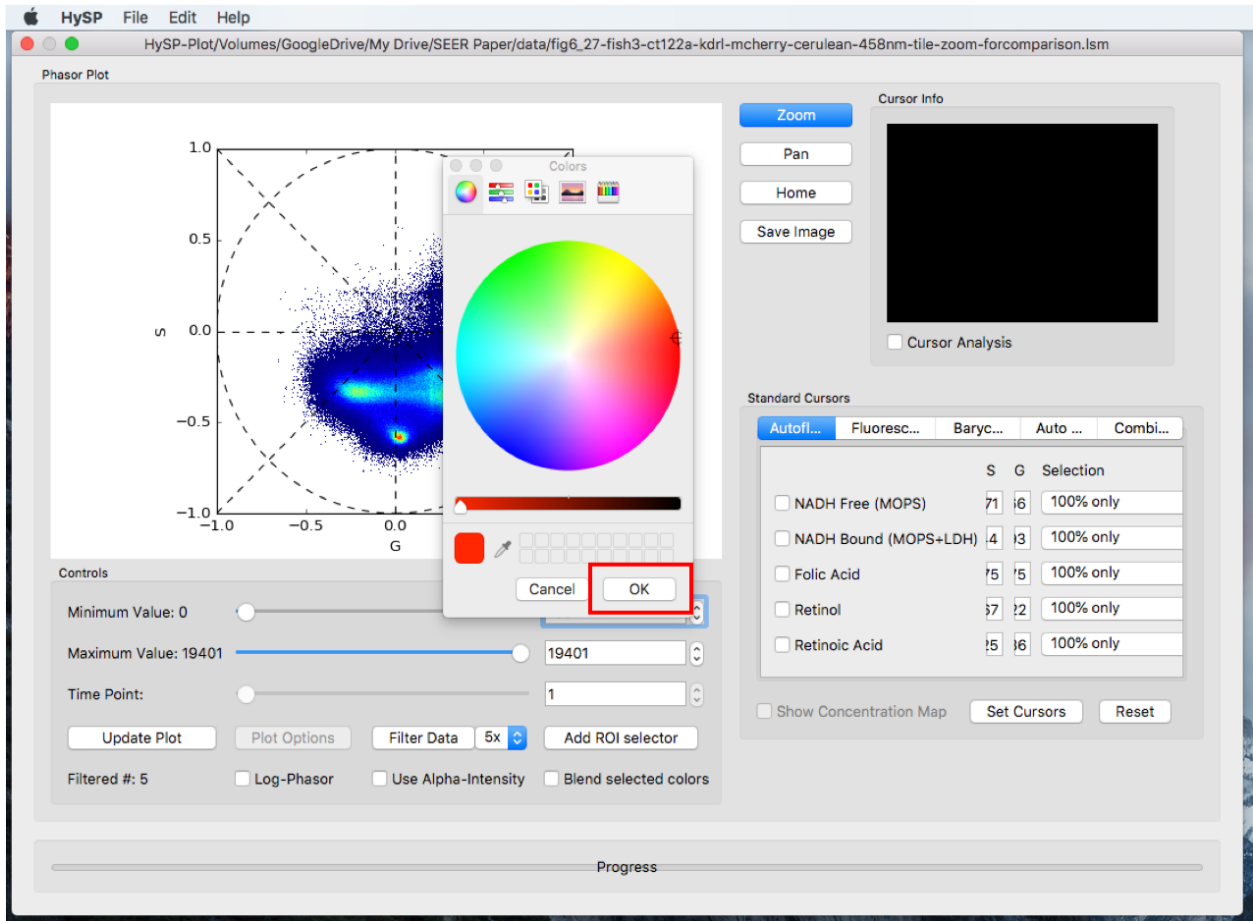 HySP File Edit Help
HySP-Plot/Volumes/GoogleDrive/My Drive/SEER Paper/data/fig6_27-fish3-ct122a-kdrl-mcherry-cerulean-458nm-tile-zoom-forcomparison.lsm
Phasor Plot
1.0
0.5
0.0
−0.5
−1.0
S
−1.0 −0.5 0.0
G
Colors
Cancel OK
Zoom
Pan
Home
Save Image
Cursor Info
Cursor Analysis
Standard Cursors
Autofl... Fluoresc... Baryc... Auto ... Combi...
S G Selection
NADH Free (MOPS) 71 100% only
NADH Bound (MOPS+LDH) 100% only
Folic Acid 100% only
Retinol 100% only
Retinoic Acid 100% only
Show Concentration Map Set Cursors Reset
Controls
Minimum Value: 0
Maximum Value: 19401 19401
Time Point: 1
Update Plot Plot Options Filter Data 5x Add ROI selector
Filtered #: 5 Log-Phasor Use Alpha-Intensity Blend selected colors
Progress